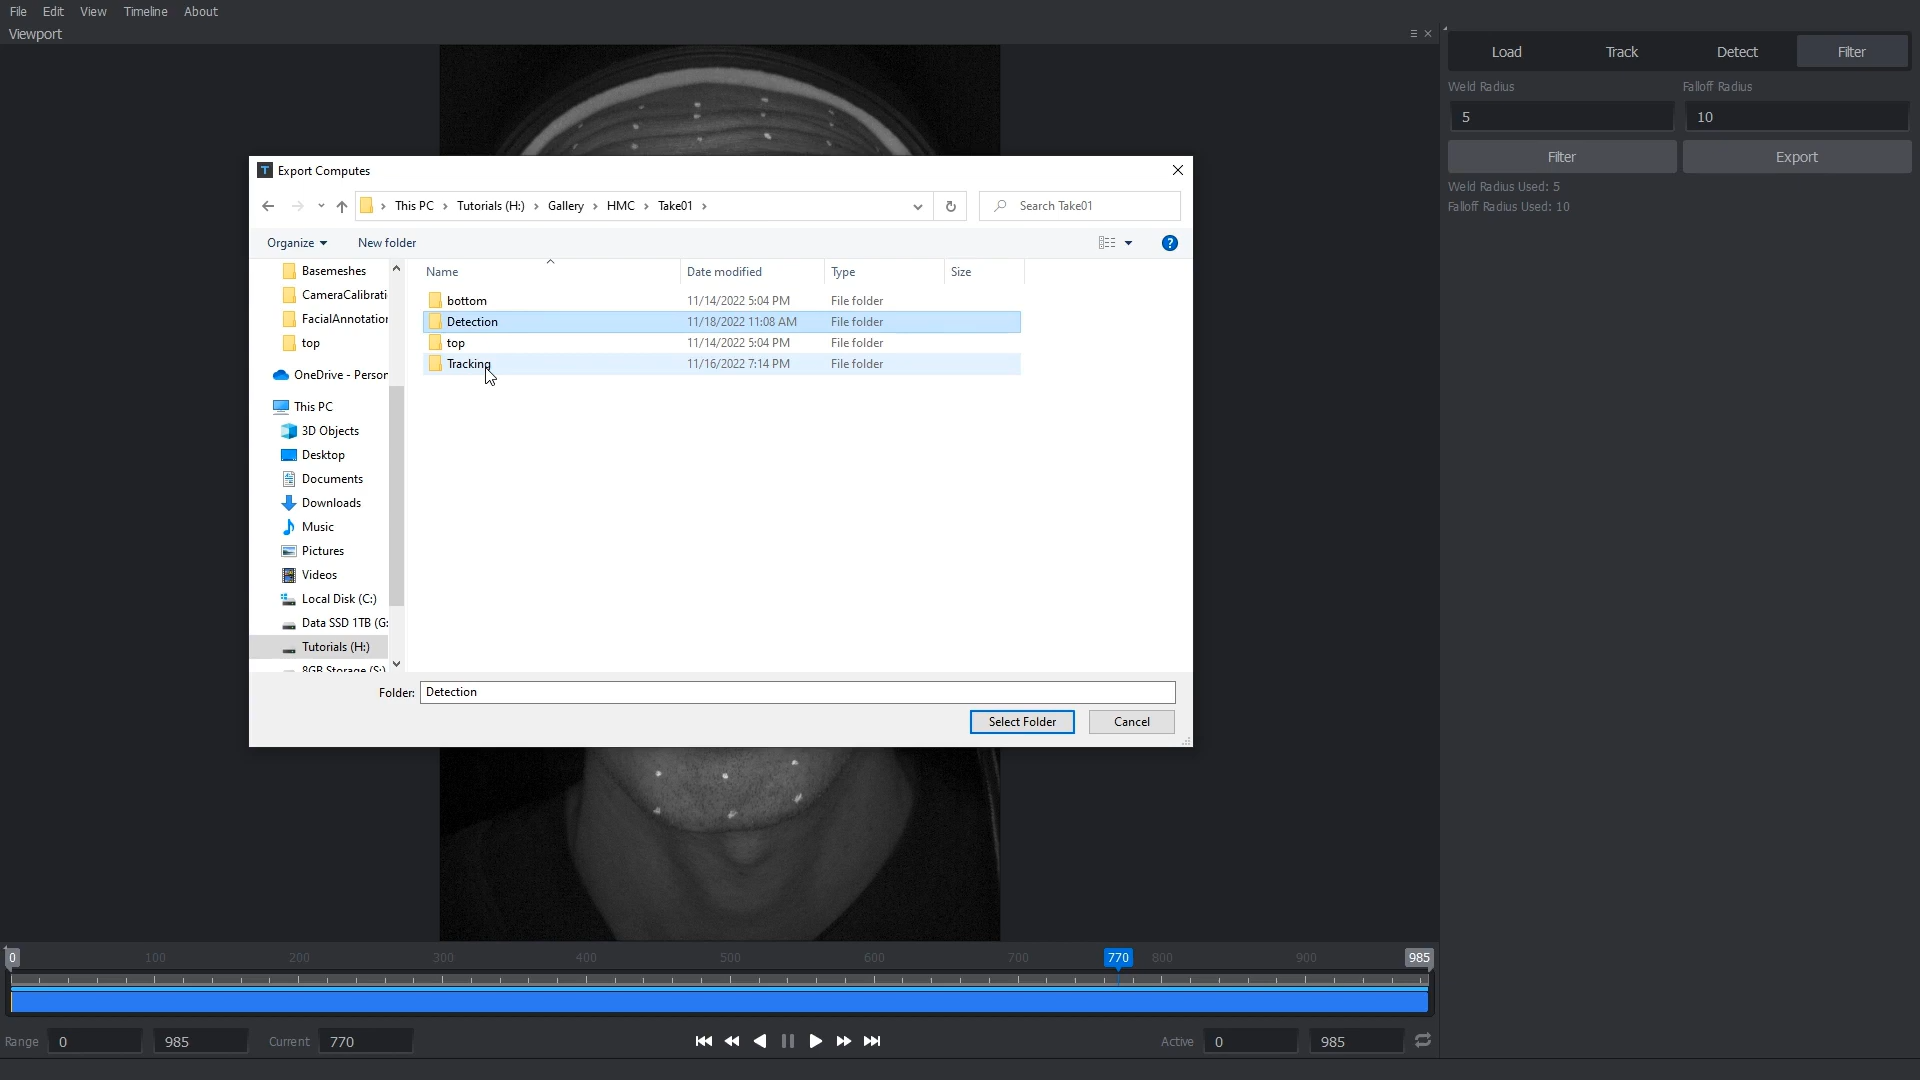 File Edit View Timeline About
Viewport
Load Track Detect Filter
Weld Radius Falloff Radius
5 10
Filter Export
Weld Radius Used: 5
Falloff Radius Used: 10
T Export Computes
This PC Tutorials (H:) Gallery HMC Take01
Search Take01
Organize New folder
?
Name Date modified Type Size
bottom 11/14/2022 5:04 PM File folder
Detection 11/18/2022 11:08 AM File folder
top 11/14/2022 5:04 PM File folder
Tracking 11/16/2022 7:14 PM File folder
Basemeshes
CameraCalibrati
FacialAnnotation
top
OneDrive - Person
This PC
3D Objects
Desktop
Documents
Downloads
Music
Pictures
Videos
Local Disk (C:)
Data SSD 1TB (G:
Tutorials (H:)
8GB Storage (S:)
Folder: Detection
Select Folder Cancel
0 100 200 300 400 500 600 700 770 800 900 985
Range 0 985 Current 770 Active 0 985